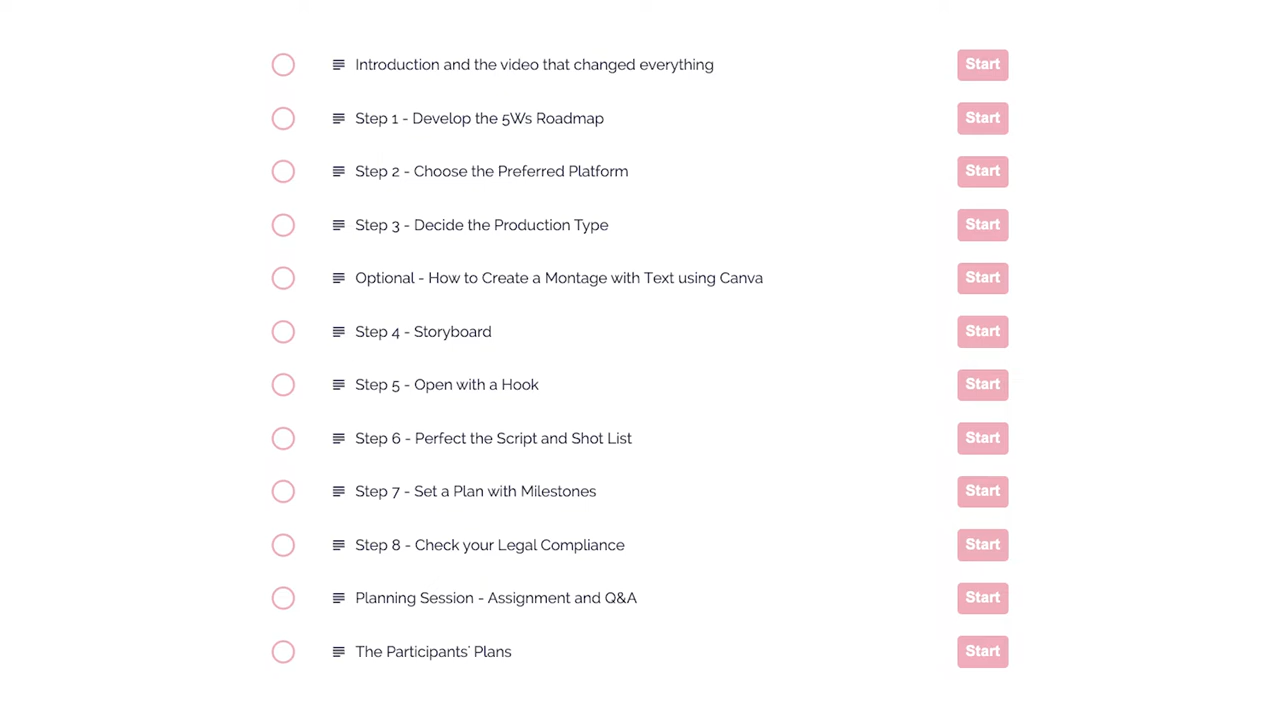 Introduction and the video that changed everything Start
Step 1 - Develop the 5Ws Roadmap Start
Step 2 - Choose the Preferred Platform Start
Step 3 - Decide the Production Type Start
Optional - How to Create a Montage with Text using Canva Start
Step 4 - Storyboard Start
Step 5 - Open with a Hook Start
Step 6 - Perfect the Script and Shot List Start
Step 7 - Set a Plan with Milestones Start
Step 8 - Check your Legal Compliance Start
Planning Session - Assignment and Q&A Start
The Participants' Plans Start